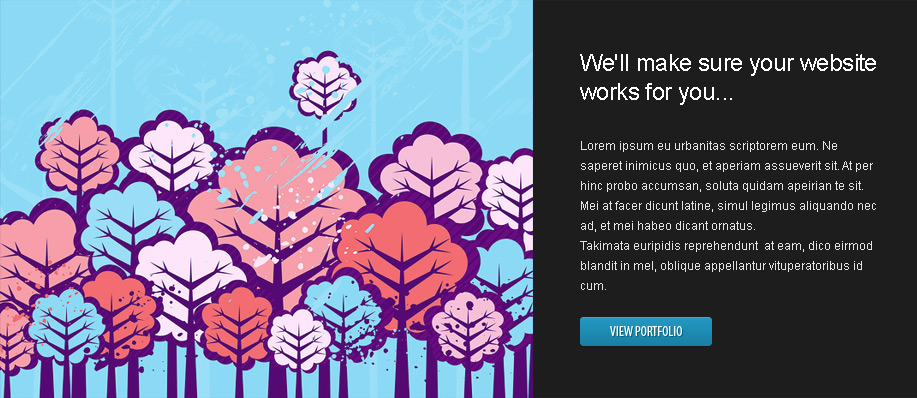 We'll make sure your website
works for you...
Lorem ipsum eu urbanitas scriptorem eum. Ne
saperet inimicus quo, et aperiam assueverit sit. At per
hinc probo accumsan, soluta quidam apeirian te sit.
Mei at facer dicunt latine, simul legimus aliquando nec
ad, et mei habeo dicant ornatus.
Takimata euripidis reprehendunt  at eam, dico eirmod
blandit in mel, oblique appellantur vituperatoribus id
cum.
VIEW PORTFOLIO